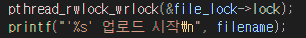 pthread_rwlock_wrlock(&file_lock->lock);
printf("'%s' 업로드 시작₩n", filename);